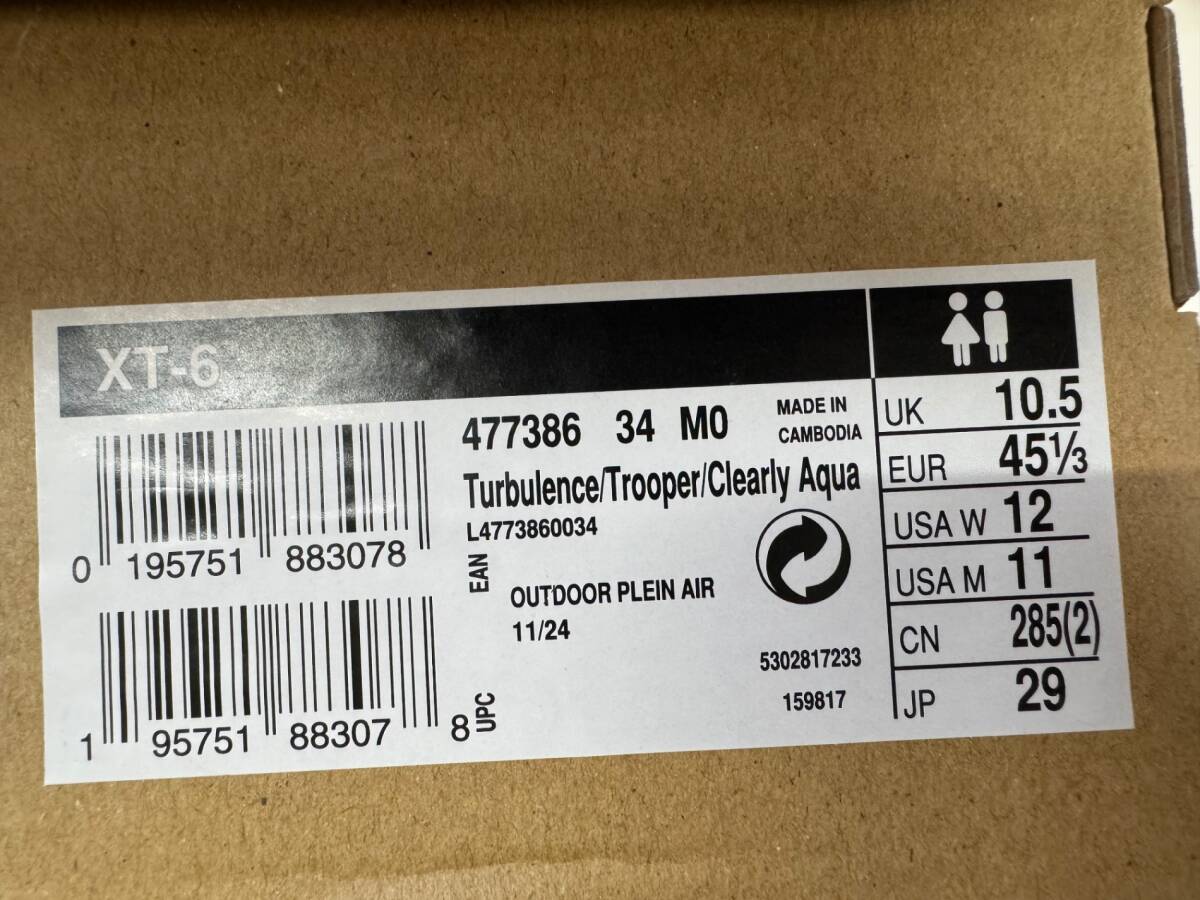 XT-6
477386 34 M0
MADE IN
CAMBODIA
Turbulence/Trooper/Clearly Aqua
L4773860034
0 195751 883078
EAN
OUTDOOR PLEIN AIR
11/24
5302817233
159817
1 95751 88307 8
UPC
UK 10.5
EUR 45⅓
USA W 12
USA M 11
CN 285(2)
JP 29